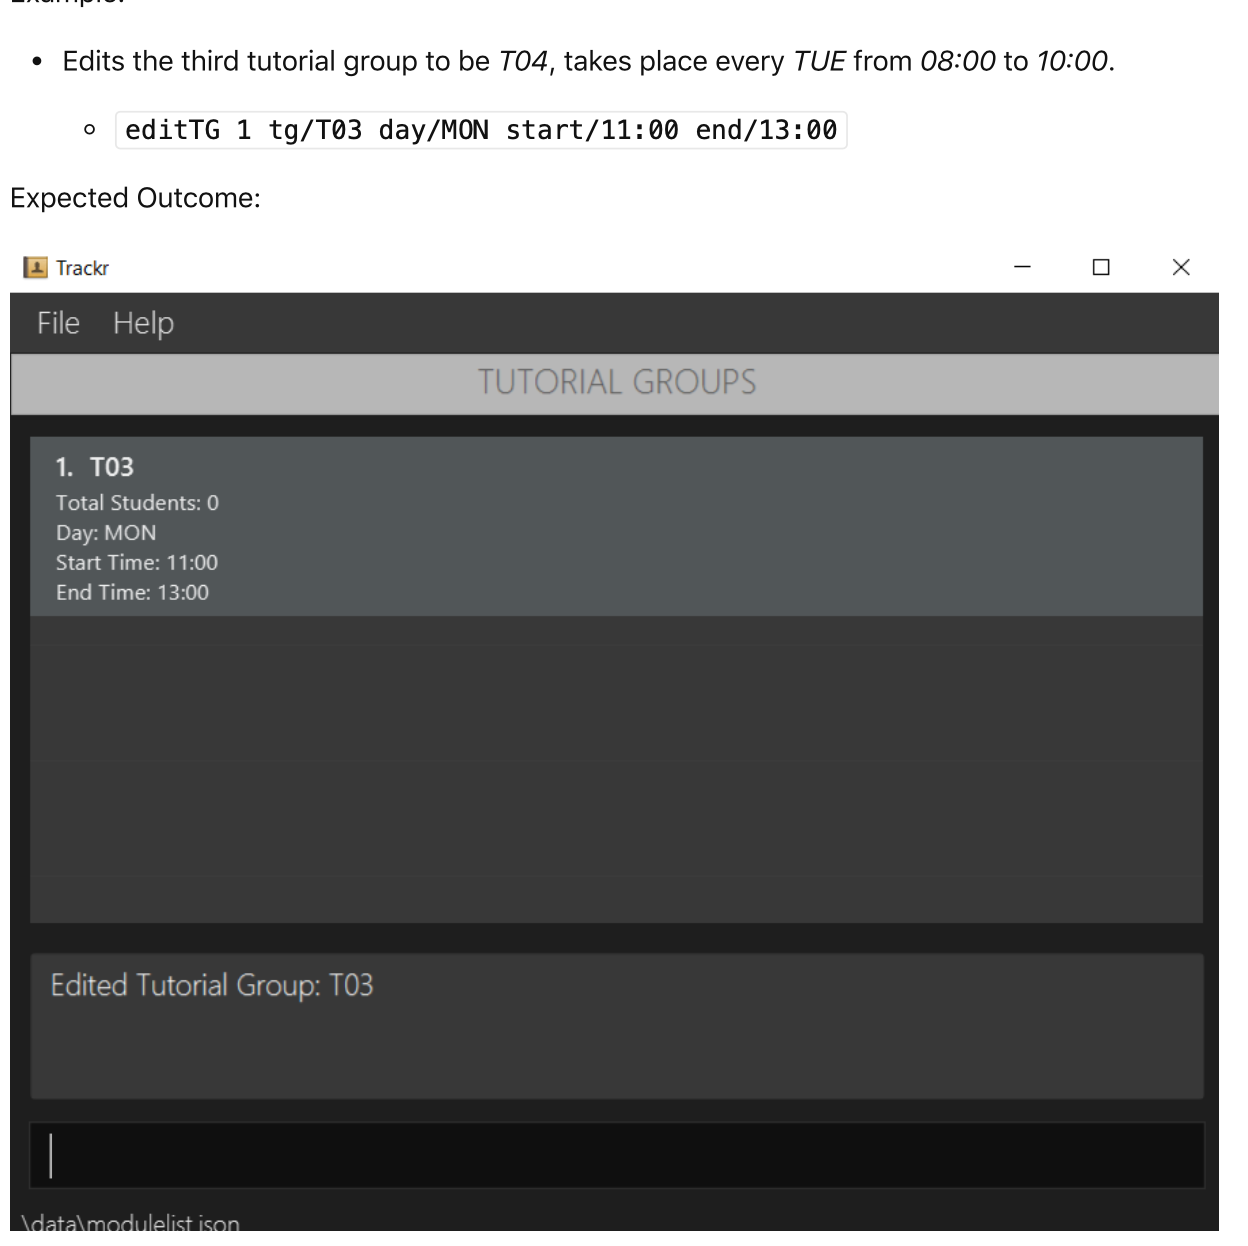 Example:
• Edits the third tutorial group to be T04, takes place every TUE from 08:00 to 10:00.
editTG 1 tg/T03 day/MON start/11:00 end/13:00
Expected Outcome:
Trackr
File Help
TUTORIAL GROUPS
1. T03
Total Students: 0
Day: MON
Start Time: 11:00
End Time: 13:00
Edited Tutorial Group: T03
\data\modulelist.json